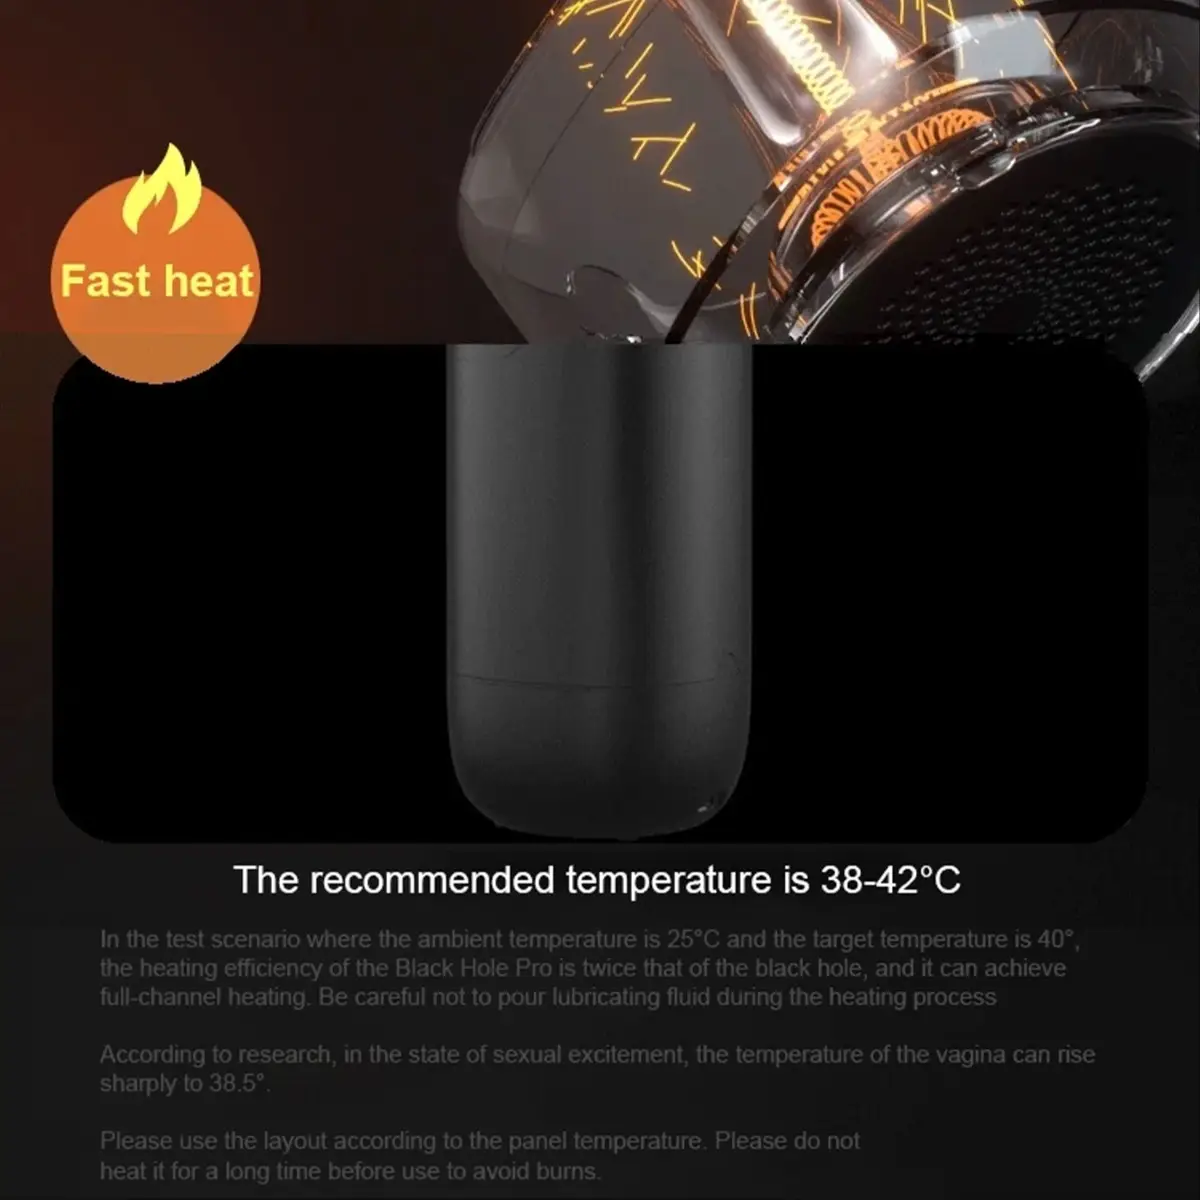 Fast heat
The recommended temperature is 38-42°C
In the test scenario where the ambient temperature is 25°C and the target temperature is 40°,
the heating efficiency of the Black Hole Pro is twice that of the black hole, and it can achieve
full-channel heating. Be careful not to pour lubricating fluid during the heating process
According to research, in the state of sexual excitement, the temperature of the vagina can rise
sharply to 38.5°.
Please use the layout according to the panel temperature. Please do not
heat it for a long time before use to avoid burns.